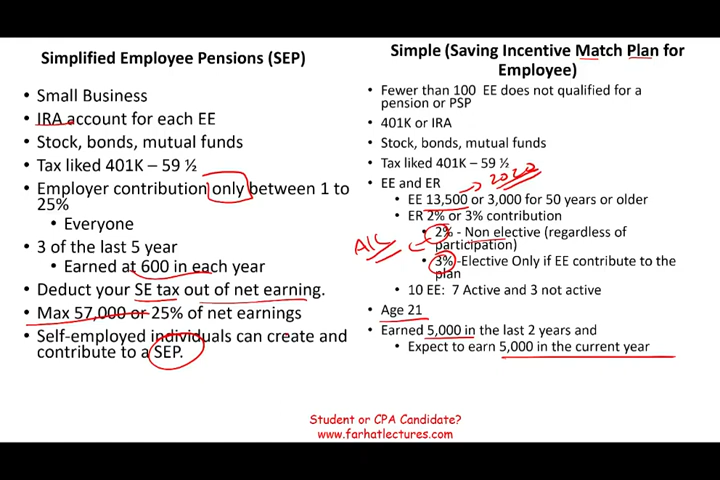 Simplified Employee Pensions (SEP)
• Small Business
• IRA account for each EE
• Stock, bonds, mutual funds
• Tax liked 401K – 59 ½
• Employer contribution only between 1 to
25%
• Everyone
• 3 of the last 5 year
• Earned at 600 in each year
• Deduct your SE tax out of net earning.
• Max 57,000 or 25% of net earnings
• Self-employed individuals can create and
contribute to a SEP.
Simple (Saving Incentive Match Plan for
Employee)
• Fewer than 100 EE does not qualified for a
pension or PSP
• 401K or IRA
• Stock, bonds, mutual funds
• Tax liked 401K – 59 ½
2020
• EE and ER
• EE 13,500 or 3,000 for 50 years or older
• ER 2% or 3% contribution
• 2% - Non elective (regardless of
participation)
• 3% -Elective Only if EE contribute to the
plan
• 10 EE: 7 Active and 3 not active
• Age 21
• Earned 5,000 in the last 2 years and
• Expect to earn 5,000 in the current year
Student or CPA Candidate?
www.farhatlectures.com